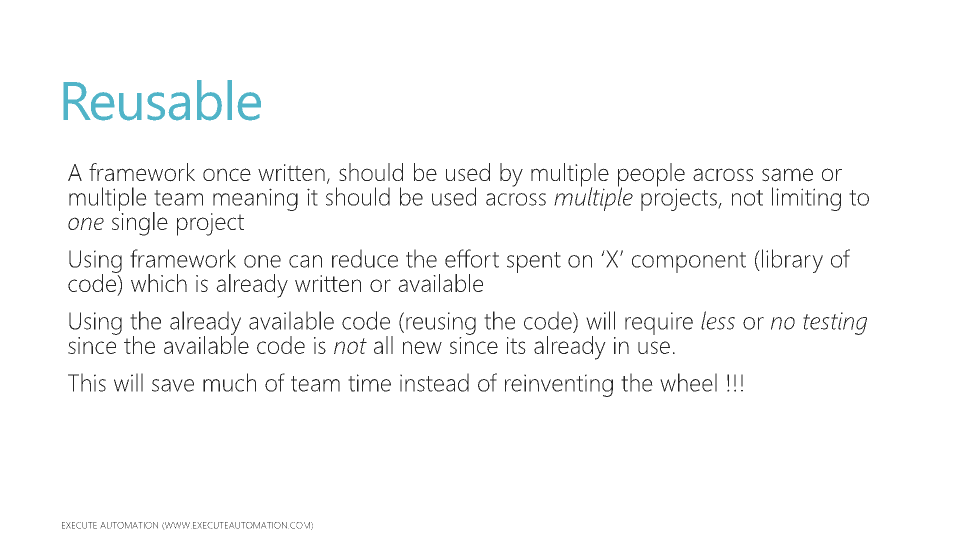 Reusable
A framework once written, should be used by multiple people across same or
multiple team meaning it should be used across multiple projects, not limiting to
one single project
Using framework one can reduce the effort spent on ‘X’ component (library of
code) which is already written or available
Using the already available code (reusing the code) will require less or no testing
since the available code is not all new since its already in use.
This will save much of team time instead of reinventing the wheel !!!
EXECUTE AUTOMATION (WWW.EXECUTEAUTOMATION.COM)